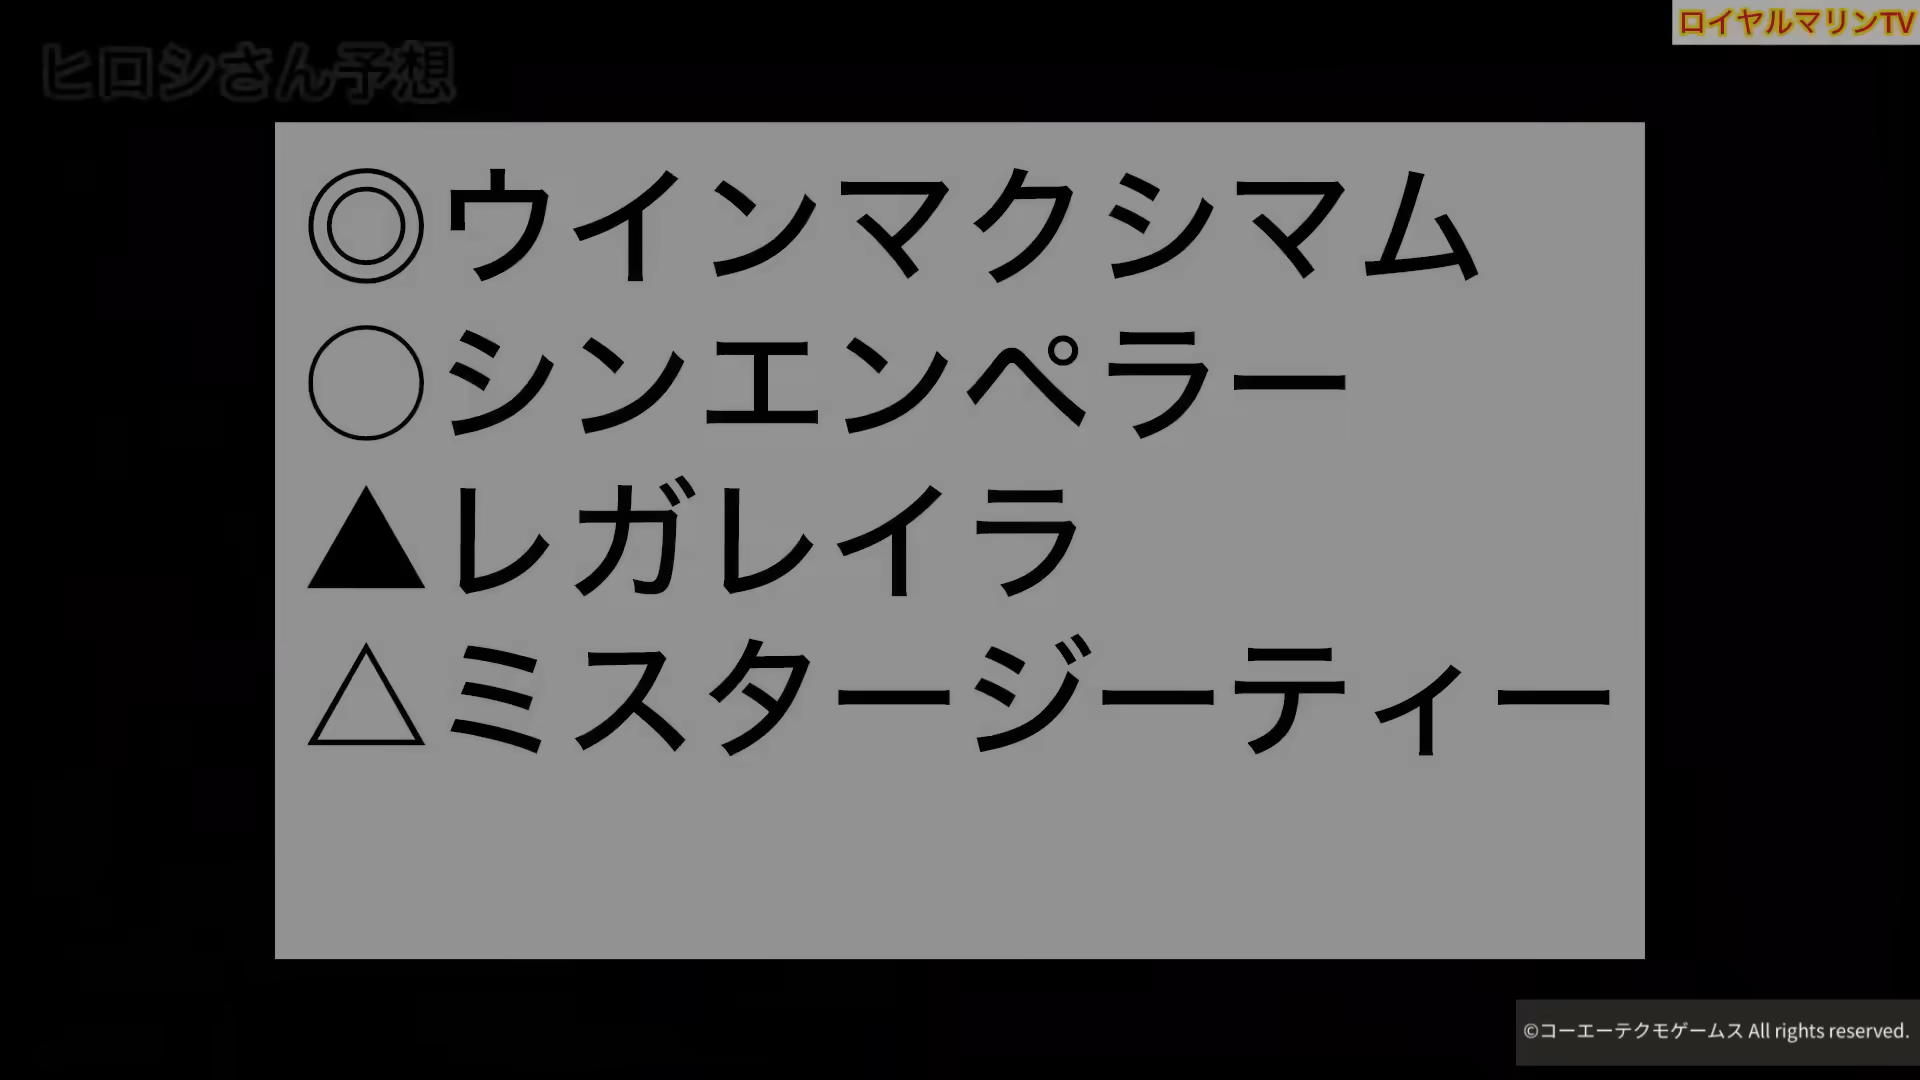 ロイヤルマリンTV
ヒロシさん予想
◎ウインマクシマム
○シンエンペラー
▲レガレイラ
△ミスタージーティー
©コーエーテクモゲームス All rights reserved.